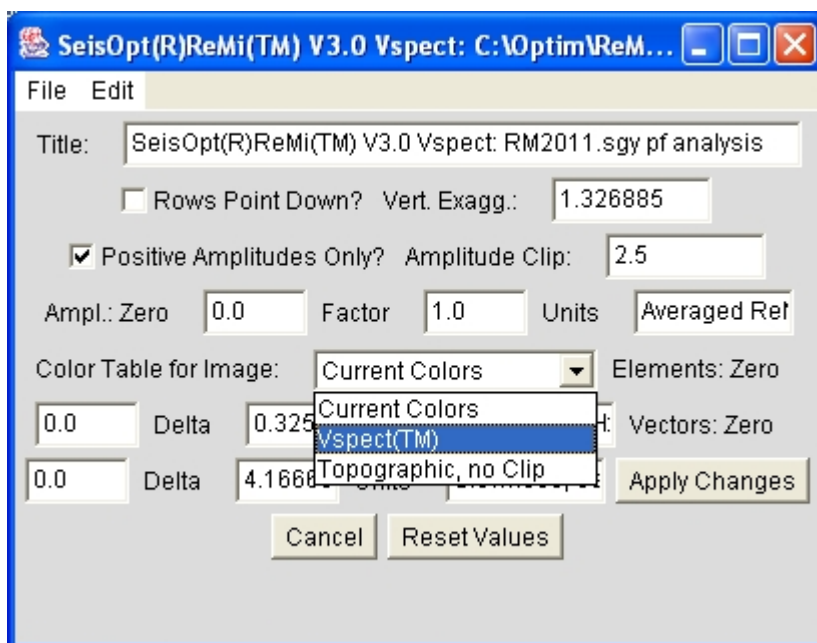 SeisOpt(R)ReMi(TM) V3.0 Vspect: C:\Optim\ReM...
File Edit
Title: SeisOpt(R)ReMi(TM) V3.0 Vspect: RM2011.sgy pf analysis
Rows Point Down? Vert. Exagg.: 1.326885
Positive Amplitudes Only? Amplitude Clip: 2.5
Ampl.: Zero 0.0 Factor 1.0 Units Averaged
Color Table for Image: Current Colors Elements: Zero
Current Colors
0.0 Delta 0.325 Vectors: Zero
Vspect(TM)
Topographic, no Clip
0.0 Delta 4.1666 Apply Changes
Cancel Reset Values